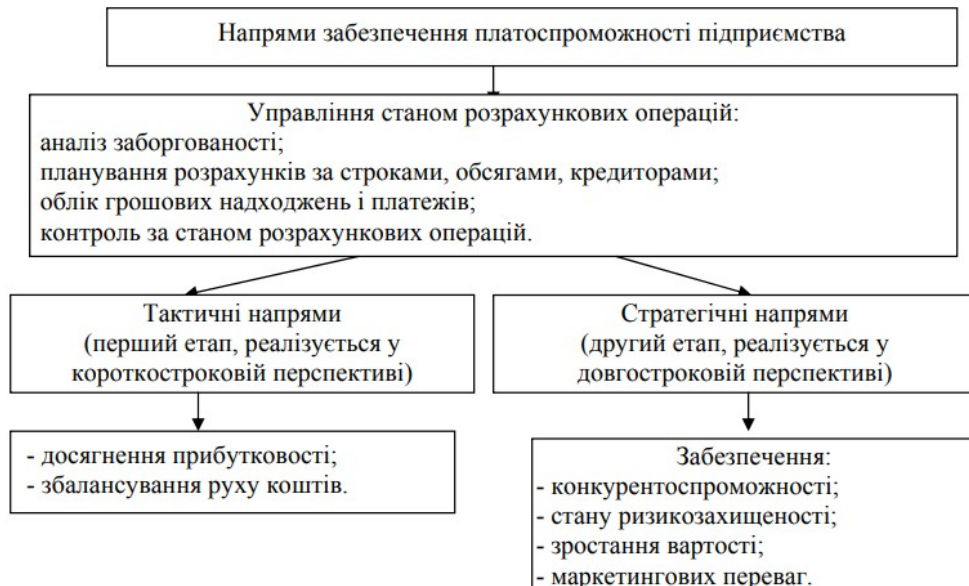 Напрями забезпечення платоспроможності підприємства
Управління станом розрахункових операцій:
аналіз заборгованості;
планування розрахунків за строками, обсягами, кредиторами;
облік грошових надходжень і платежів;
контроль за станом розрахункових операцій.
Тактичні напрями
(перший етап, реалізується у
короткостроковій перспективі)
Стратегічні напрями
(другий етап, реалізується у
довгостроковій перспективі)
- досягнення прибутковості;
- збалансування руху коштів.
Забезпечення:
- конкурентоспроможності;
- стану ризикозахищеності;
- зростання вартості;
- маркетингових переваг.